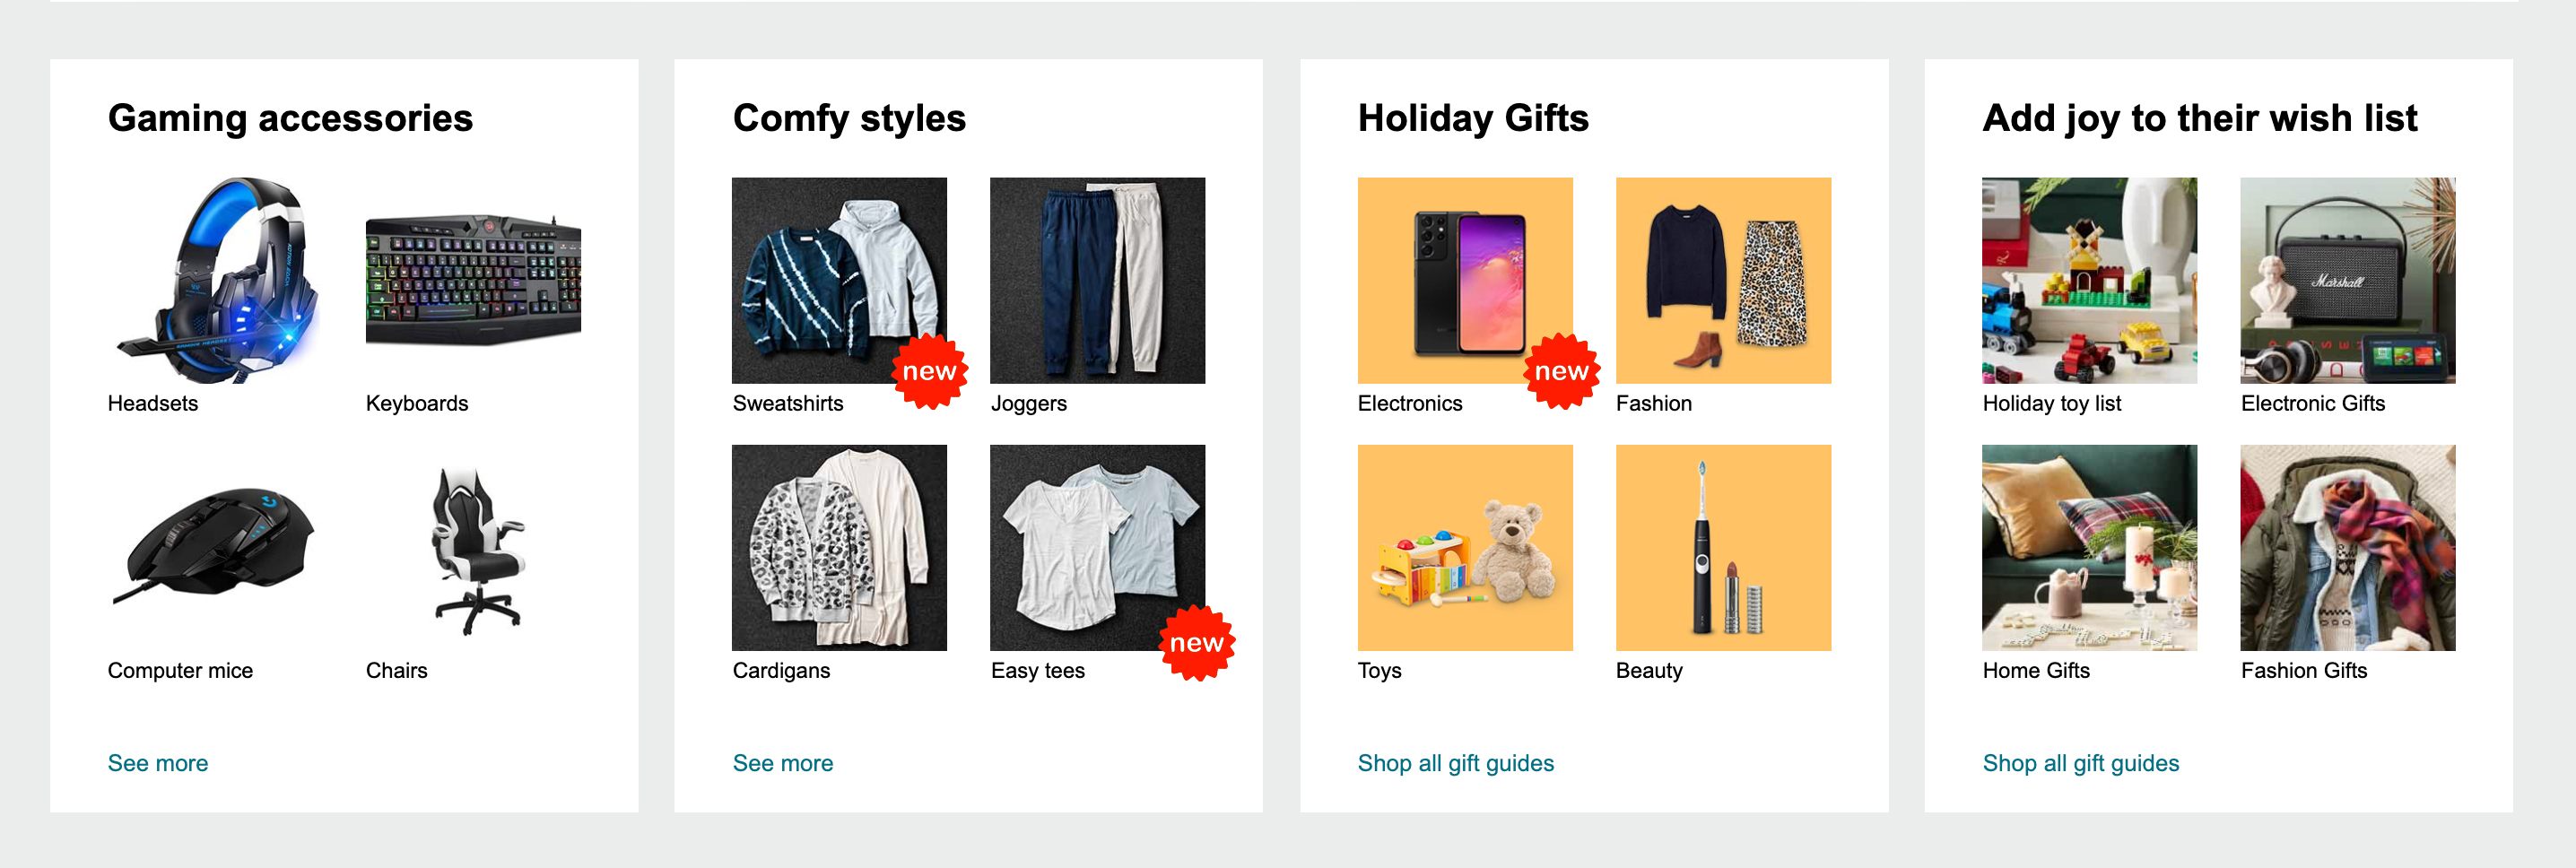 Gaming accessories
Headsets
Keyboards
Computer mice
Chairs
See more
Comfy styles
new
Sweatshirts
Joggers
new
Cardigans
Easy tees
See more
Holiday Gifts
new
Electronics
Fashion
Toys
Beauty
Shop all gift guides
Add joy to their wish list
Marshall
Holiday toy list
Electronic Gifts
Home Gifts
Fashion Gifts
Shop all gift guides